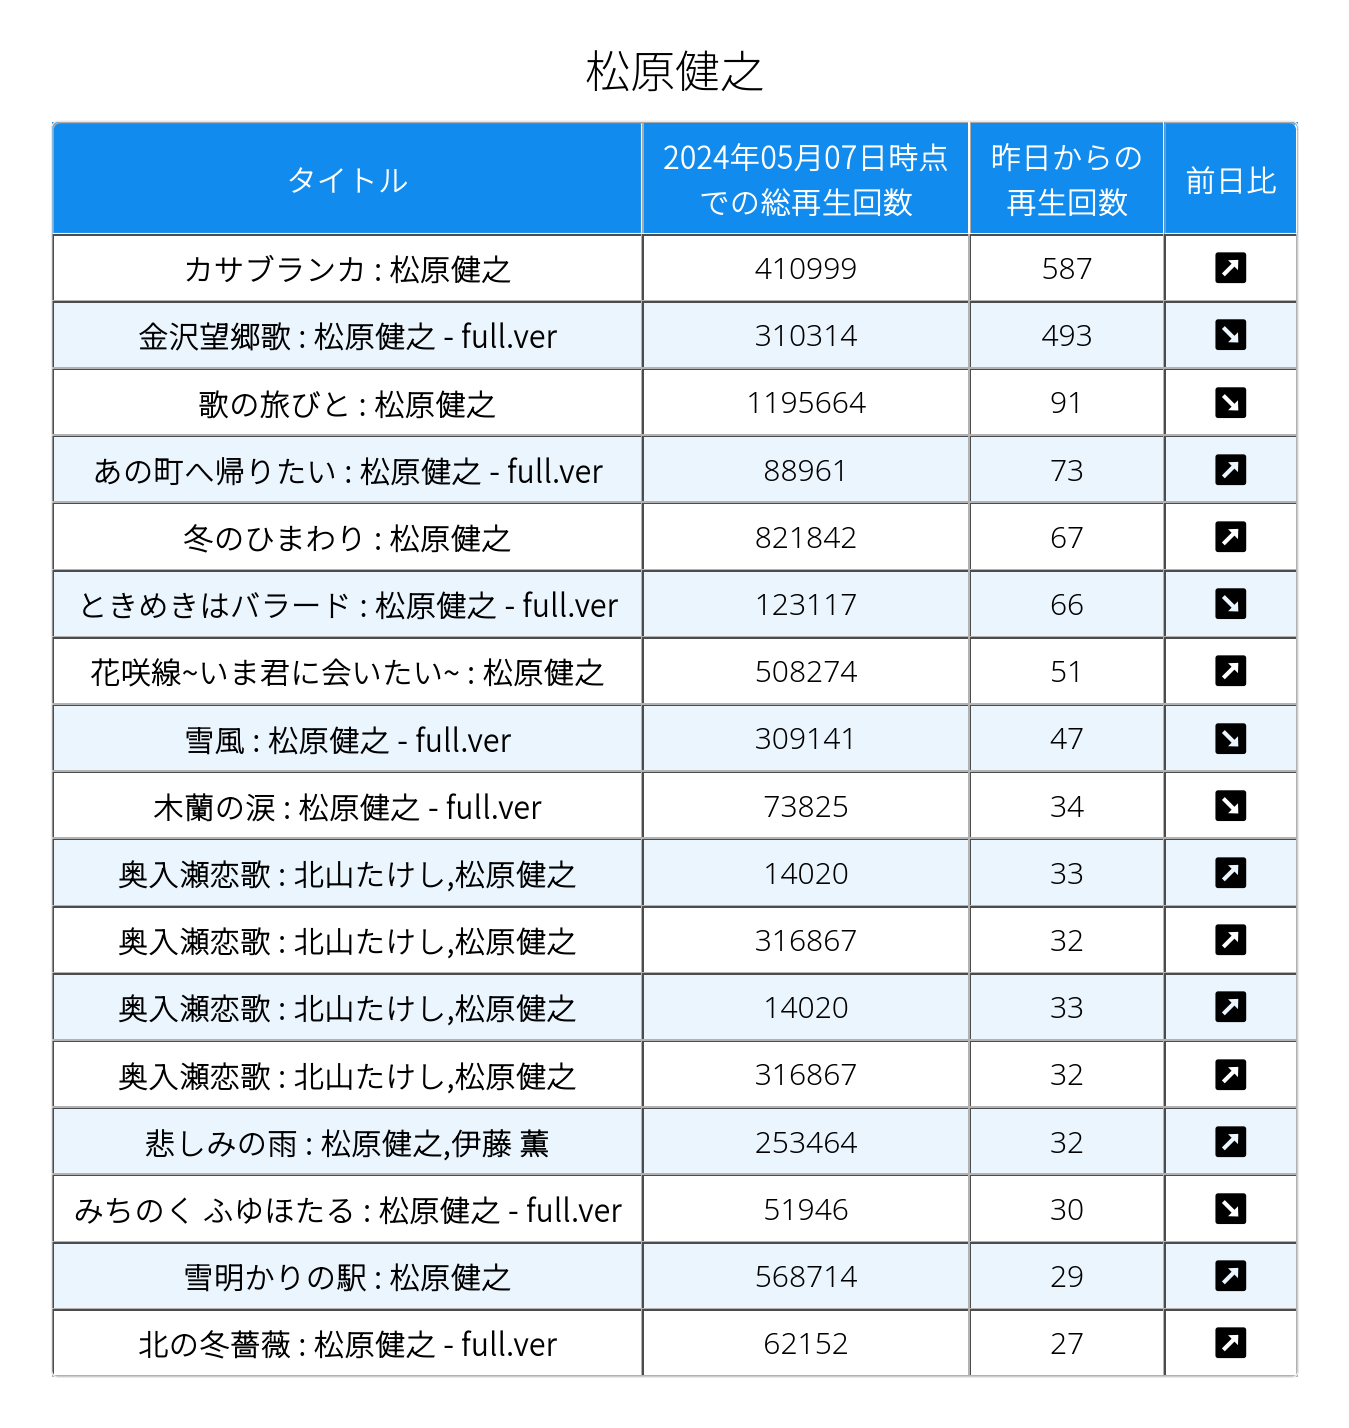 松原健之
タイトル
2024年05月07日時点
での総再生回数
昨日からの
再生回数
前日比
カサブランカ : 松原健之 410999 587
金沢望郷歌 : 松原健之 - full.ver 310314 493
歌の旅びと : 松原健之 1195664 91
あの町へ帰りたい : 松原健之 - full.ver 88961 73
冬のひまわり : 松原健之 821842 67
ときめきはバラード : 松原健之 - full.ver 123117 66
花咲線~いま君に会いたい~ : 松原健之 508274 51
雪風 : 松原健之 - full.ver 309141 47
木蘭の涙 : 松原健之 - full.ver 73825 34
奥入瀬恋歌 : 北山たけし,松原健之 14020 33
奥入瀬恋歌 : 北山たけし,松原健之 316867 32
奥入瀬恋歌 : 北山たけし,松原健之 14020 33
奥入瀬恋歌 : 北山たけし,松原健之 316867 32
悲しみの雨 : 松原健之,伊藤 薫 253464 32
みちのく ふゆほたる : 松原健之 - full.ver 51946 30
雪明かりの駅 : 松原健之 568714 29
北の冬薔薇 : 松原健之 - full.ver 62152 27